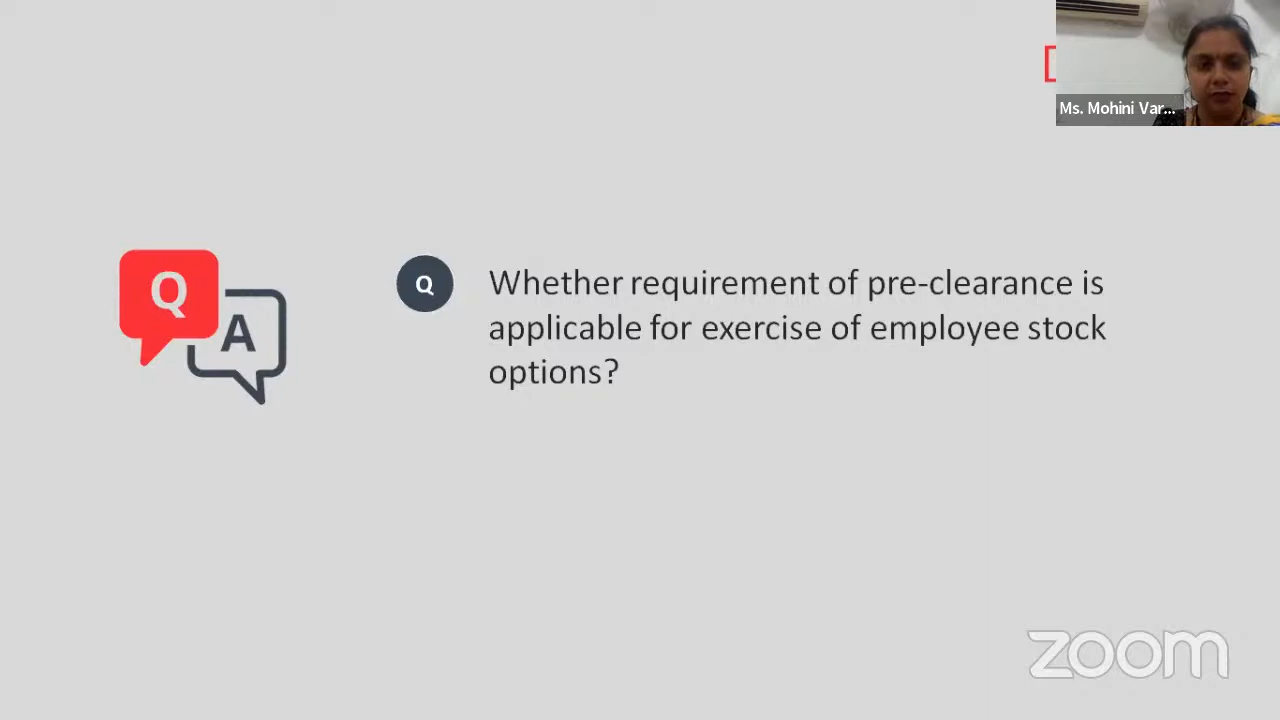 Ms. Mohini Var...
Q
A
Q
Whether requirement of pre-clearance is
applicable for exercise of employee stock
options?
zoom